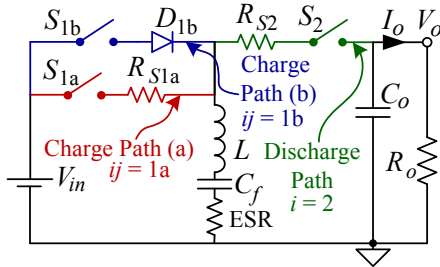 S1b D1b RS2 S2 Io Vo
S1a RS1a
Charge
Path (b)
ij = 1b
Charge Path (a)
ij = 1a
L
Co
Discharge
Path
i = 2
Vin
Cf
ESR
Ro